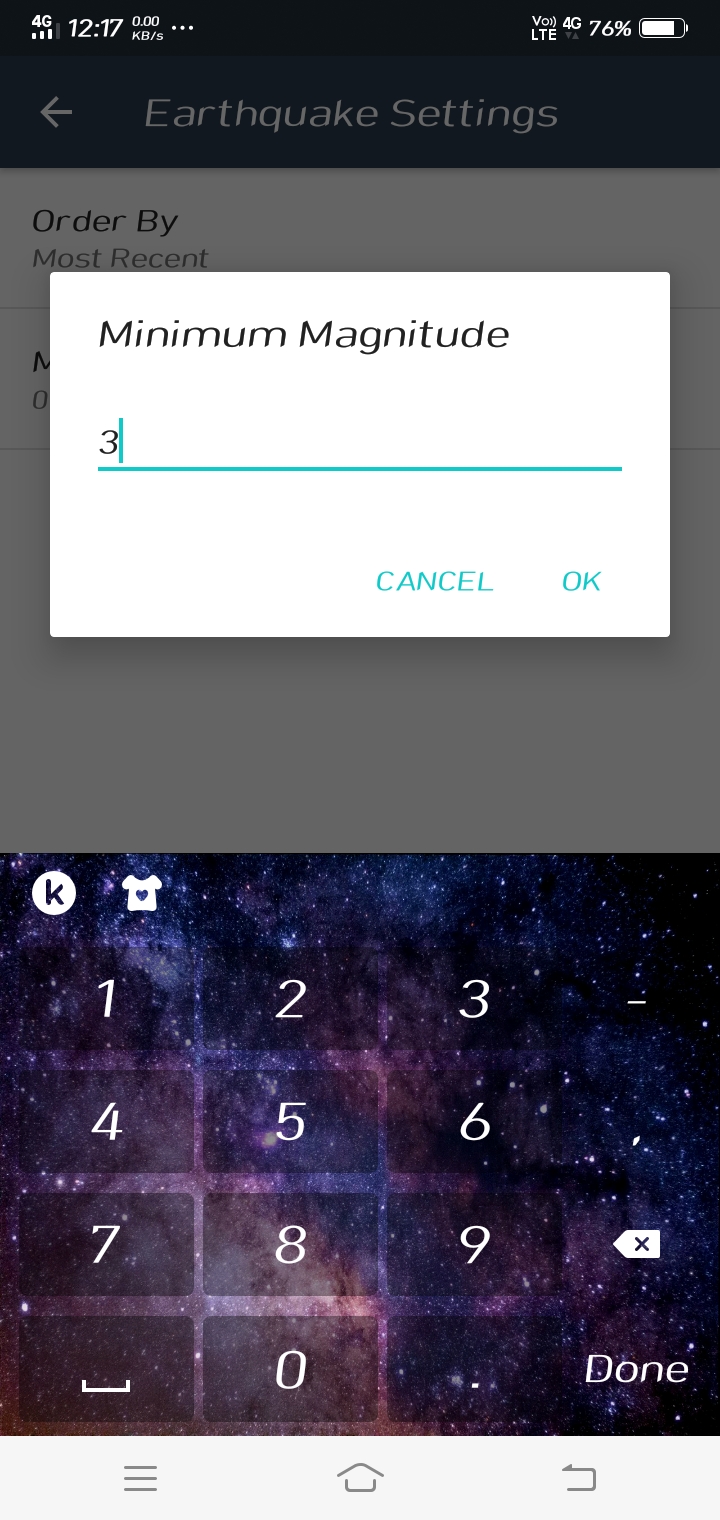 4G 12:17 0.00 KB/s ... Vo)) LTE 4G 76%
Earthquake Settings
Order By
Most Recent
M
0
Minimum Magnitude
3
CANCEL OK
k
1 2 3 -
4 5 6 ,
7 8 9
0 . Done